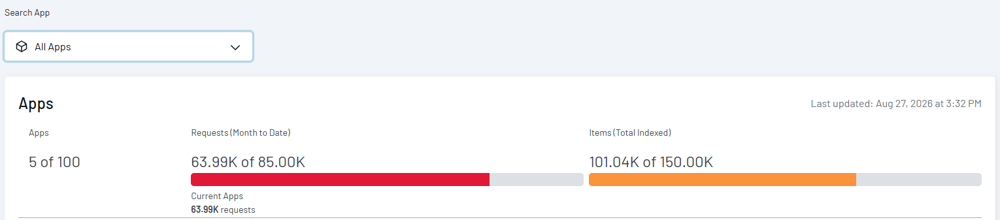 Search App
All Apps
Apps
Last updated: Aug 27, 2026 at 3:32 PM
Apps
Requests (Month to Date)
Items (Total Indexed)
5 of 100
63.99K of 85.00K
101.04K of 150.00K
Current Apps
63.99K requests